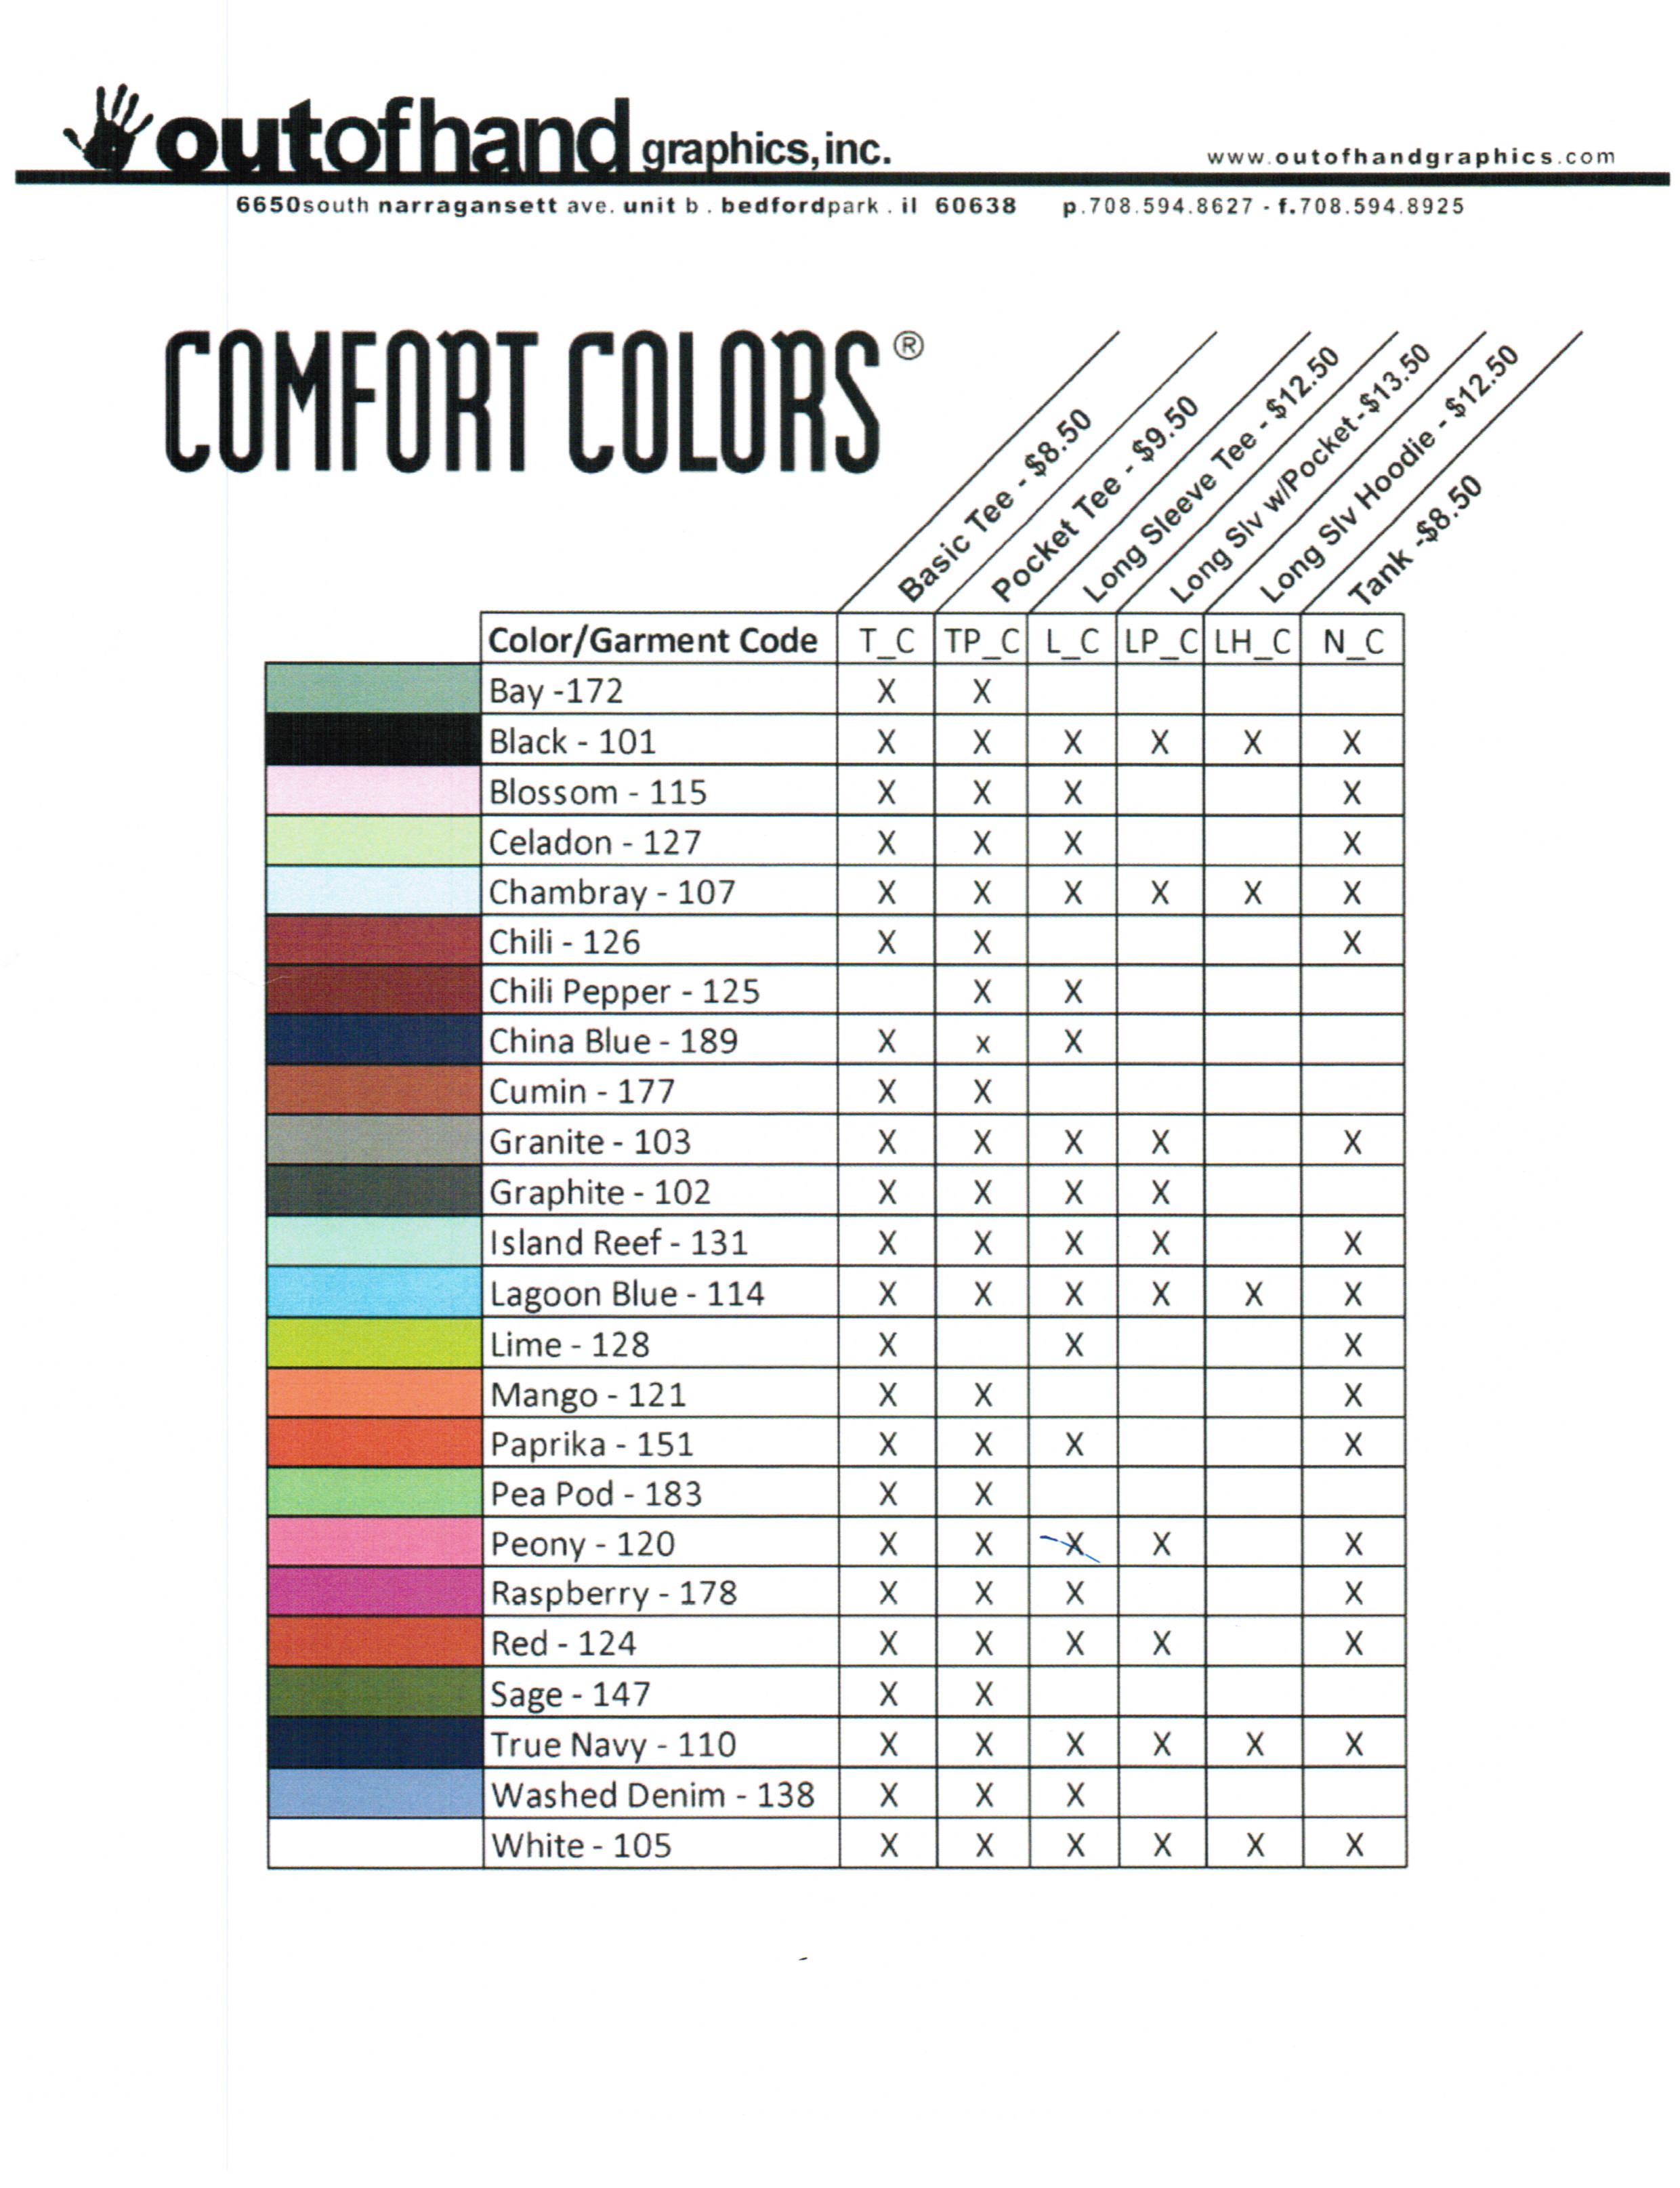 outofhand graphics, inc.
www.outofhandgraphics.com
6650south narragansett ave. unit b . bedfordpark . il 60638 p.708.594.8627 - f.708.594.8925
COMFORT COLORS®
Basic Tee - $8.50
Pocket Tee - $9.50
Long Sleeve Tee - $12.50
Long Slv w/Pocket-$13.50
Long Slv Hoodie - $12.50
Tank -$8.50
Color/Garment Code T_C TP_C L_C LP_C LH_C N_C
Bay -172 X X
Black - 101 X X X X X X
Blossom - 115 X X X X
Celadon - 127 X X X X
Chambray - 107 X X X X X X
Chili - 126 X X X
Chili Pepper - 125 X X
China Blue - 189 X x X
Cumin - 177 X X
Granite - 103 X X X X X
Graphite - 102 X X X X
Island Reef - 131 X X X X X
Lagoon Blue - 114 X X X X X X
Lime - 128 X X X
Mango - 121 X X X
Paprika - 151 X X X X
Pea Pod - 183 X X
Peony - 120 X X X X X
Raspberry - 178 X X X X
Red - 124 X X X X X
Sage - 147 X X
True Navy - 110 X X X X X X
Washed Denim - 138 X X X
White - 105 X X X X X X